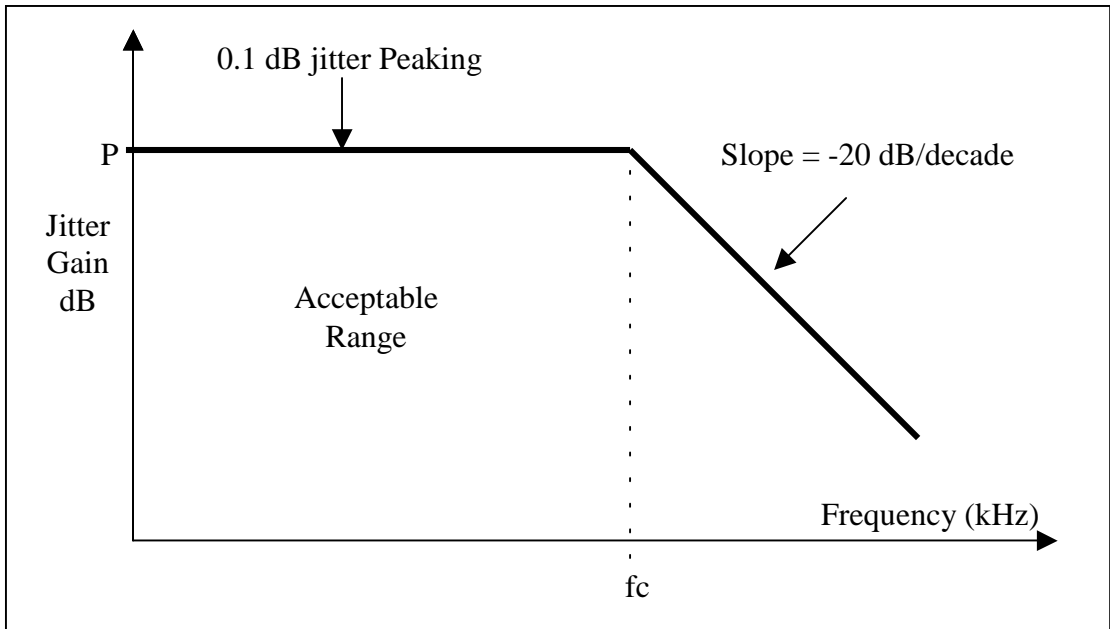 0.1 dB jitter Peaking
P
Slope = -20 dB/decade
Jitter
Gain
dB
Acceptable
Range
Frequency (kHz)
fc